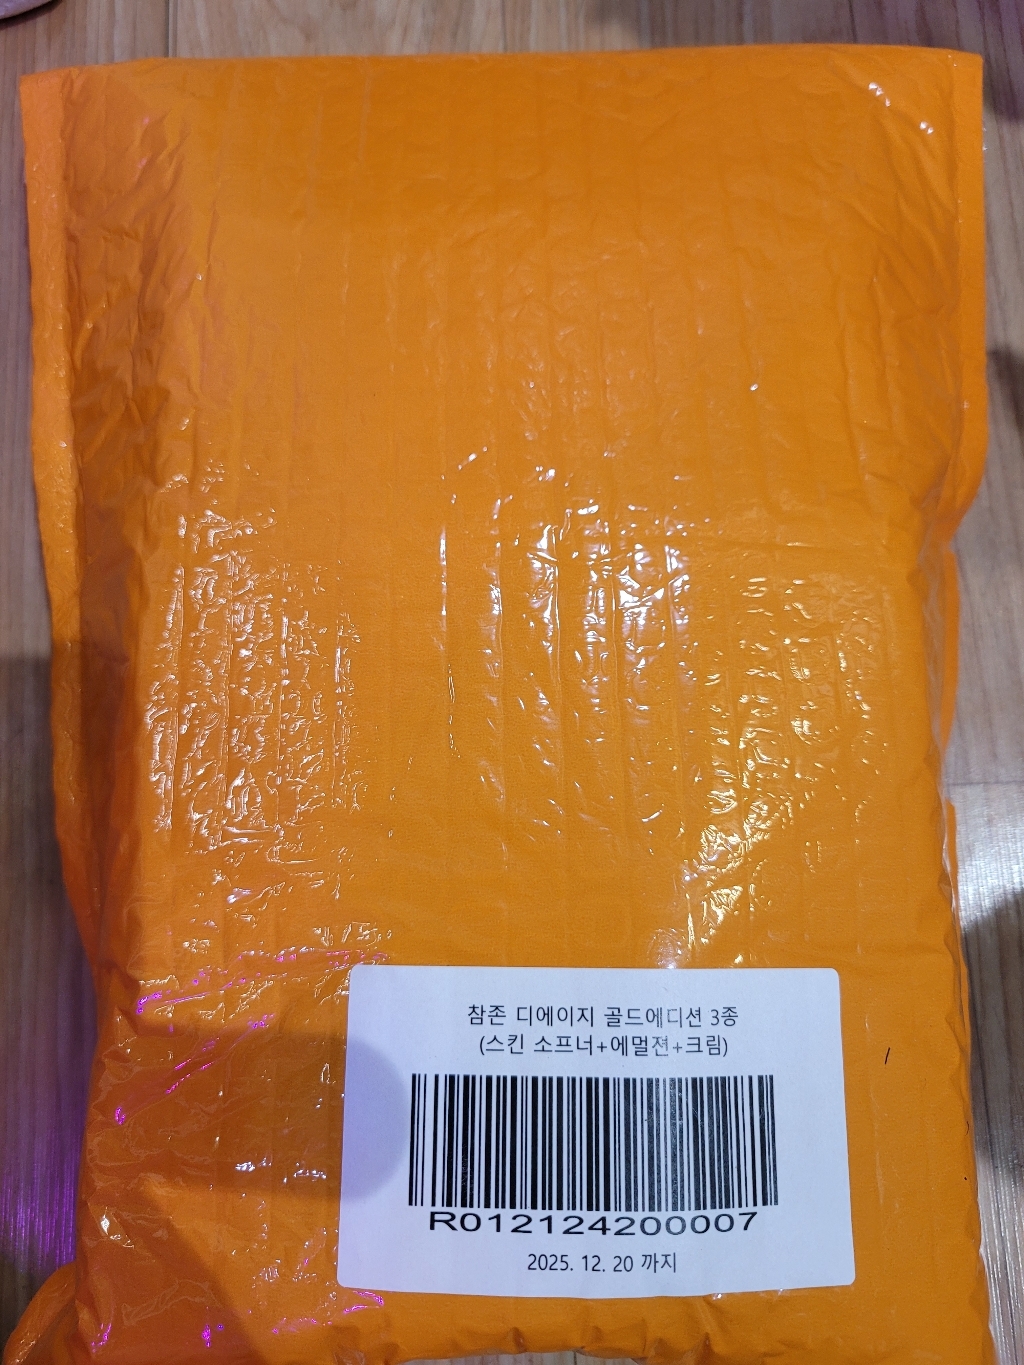 참존 디에이지 골드에디션 3종
(스킨 소프너+에멀젼+크림)
R012124200007
2025. 12. 20 까지